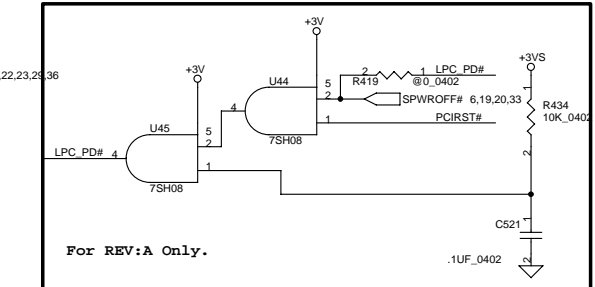 +3V
+3V
U44
2
1
LPC_PD#
+3VS
,22,23,29,36
R419
@0_0402
5
1
2
SPWROFF# 6,19,20,33
R434
U45
4
10K_0402
5
1
PCIRST#
2
7SH08
LPC_PD#
4
1
2
7SH08
C521
1
For REV:A Only.
.1UF_0402
2